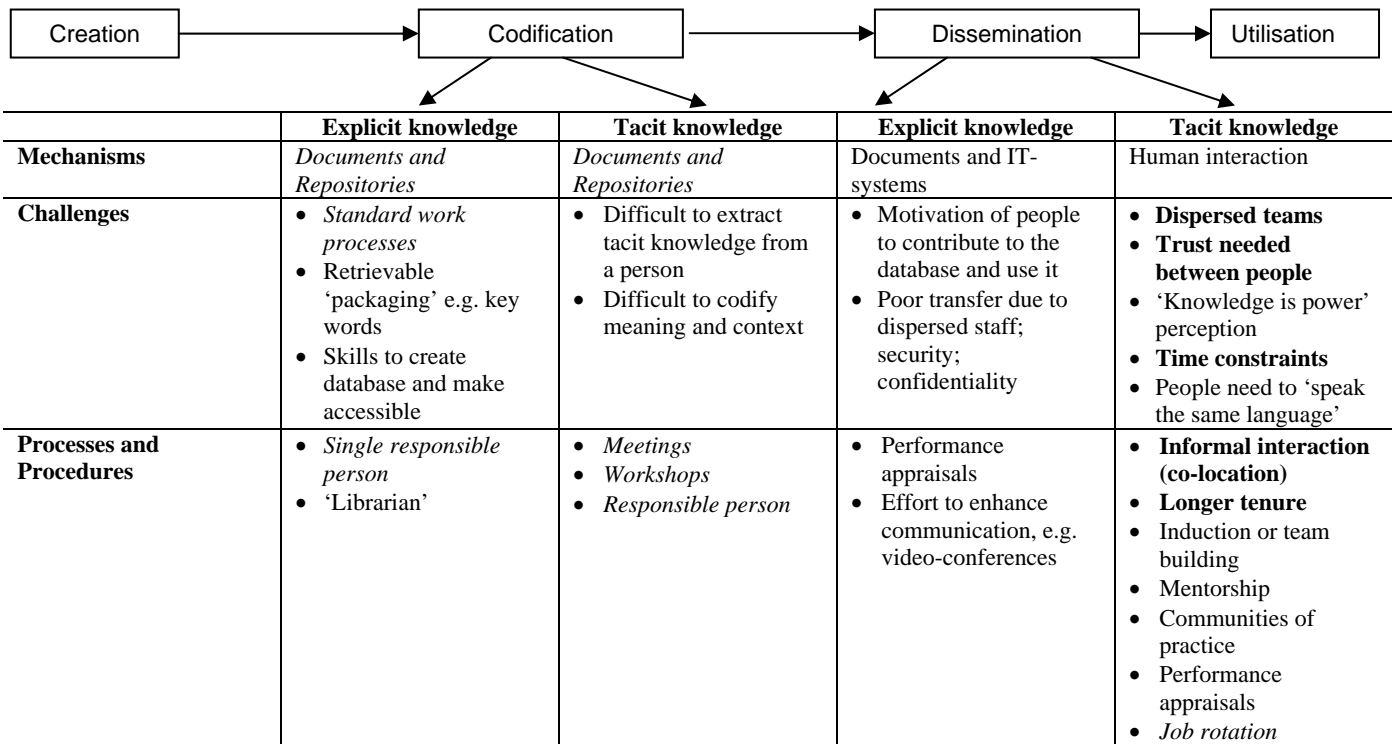 Creation
Codification
Dissemination
Utilisation
Explicit knowledge
Tacit knowledge
Explicit knowledge
Tacit knowledge
Mechanisms
Documents and
Repositories
Documents and
Repositories
Documents and IT-
systems
Human interaction
Challenges
• Standard work
processes
• Retrievable
‘packaging’ e.g. key
words
• Skills to create
database and make
accessible
• Difficult to extract
tacit knowledge from
a person
• Difficult to codify
meaning and context
• Motivation of people
to contribute to the
database and use it
• Poor transfer due to
dispersed staff;
security;
confidentiality
• Dispersed teams
• Trust needed
between people
• ‘Knowledge is power’
perception
• Time constraints
• People need to ‘speak
the same language’
Processes and
Procedures
• Single responsible
person
• ‘Librarian’
• Meetings
• Workshops
• Responsible person
• Performance
appraisals
• Effort to enhance
communication, e.g.
video-conferences
• Informal interaction
(co-location)
• Longer tenure
• Induction or team
building
• Mentorship
• Communities of
practice
• Performance
appraisals
• Job rotation